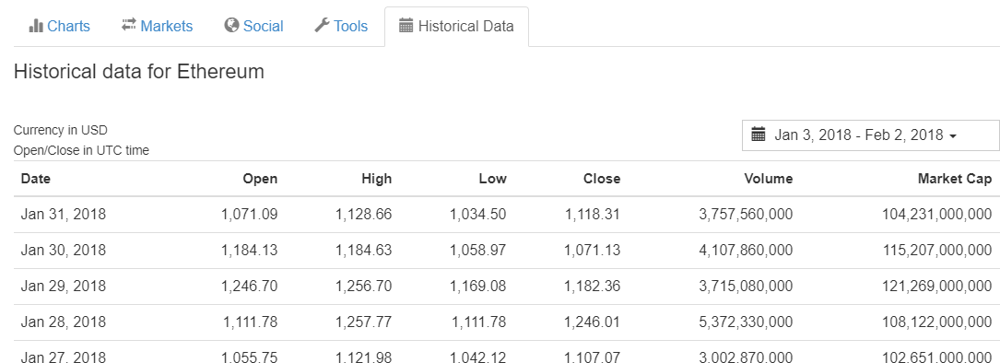 Charts Markets Social Tools Historical Data
Historical data for Ethereum
Currency in USD
Jan 3, 2018 - Feb 2, 2018
Open/Close in UTC time
Date Open High Low Close Volume Market Cap
Jan 31, 2018 1,071.09 1,128.66 1,034.50 1,118.31 3,757,560,000 104,231,000,000
Jan 30, 2018 1,184.13 1,184.63 1,058.97 1,071.13 4,107,860,000 115,207,000,000
Jan 29, 2018 1,246.70 1,256.70 1,169.08 1,182.36 3,715,080,000 121,269,000,000
Jan 28, 2018 1,111.78 1,257.77 1,111.78 1,246.01 5,372,330,000 108,122,000,000
Jan 27, 2018 1,055.75 1,121.98 1,042.12 1,107.07 3,002,870,000 102,651,000,000